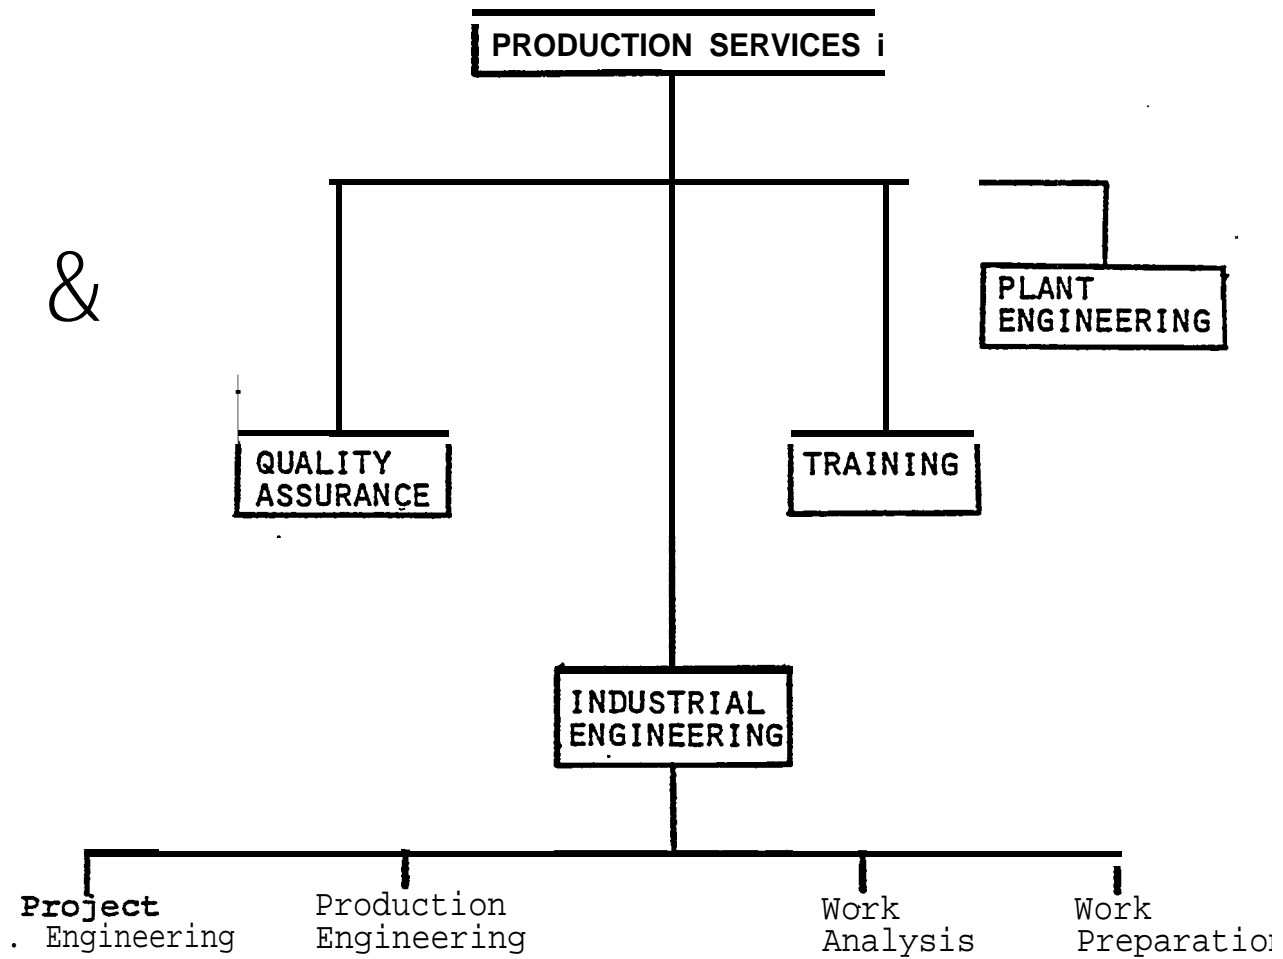 PRODUCTION SERVICES i
&
PLANT
ENGINEERING
QUALITY
ASSURANCE
TRAINING
INDUSTRIAL
ENGINEERING
Project
. Engineering
Production
Engineering
Work
Analysis
Work
Preparation